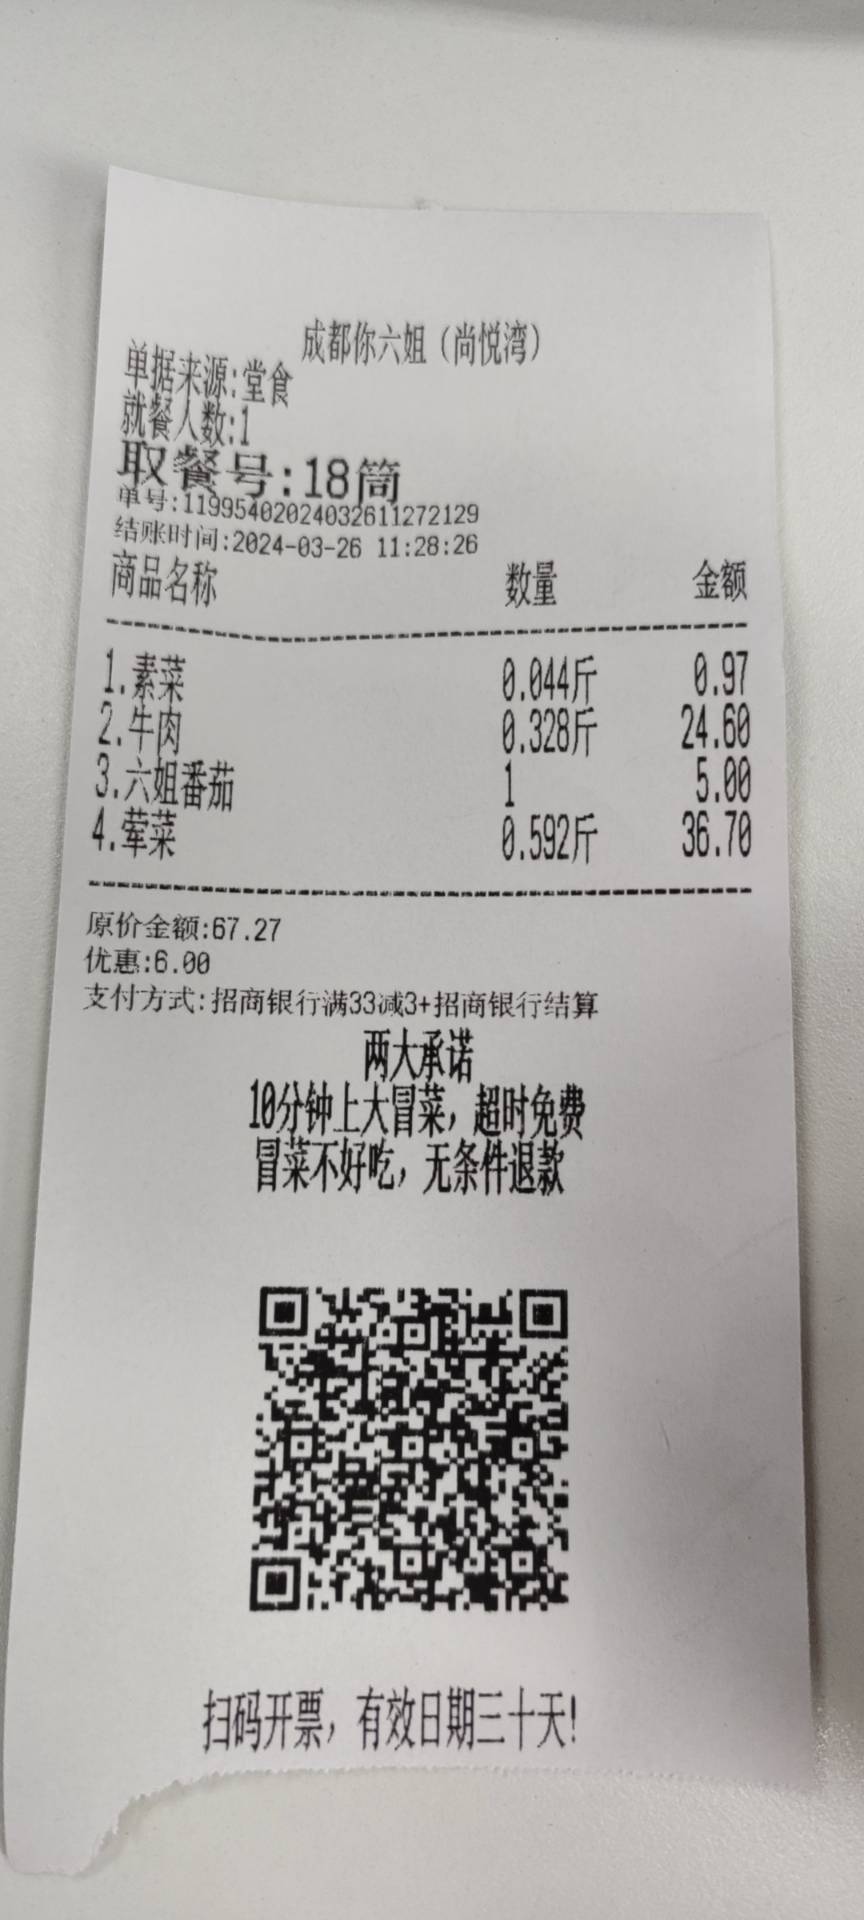 成都你六姐（尚悦湾）
单据来源:堂食
就餐人数:1
取餐号:18筒
单号:11995402024032611272129
结账时间:2024-03-26 11:28:26
商品名称 数量 金额
1.素菜 0.044斤 0.97
2.牛肉 0.328斤 24.60
3.六姐番茄 1 5.00
4.荤菜 0.592斤 36.70
原价金额:67.27
优惠:6.00
支付方式:招商银行满33减3+招商银行结算
两大承诺
10分钟上大冒菜，超时免费
冒菜不好吃，无条件退款
扫码开票，有效日期三十天!